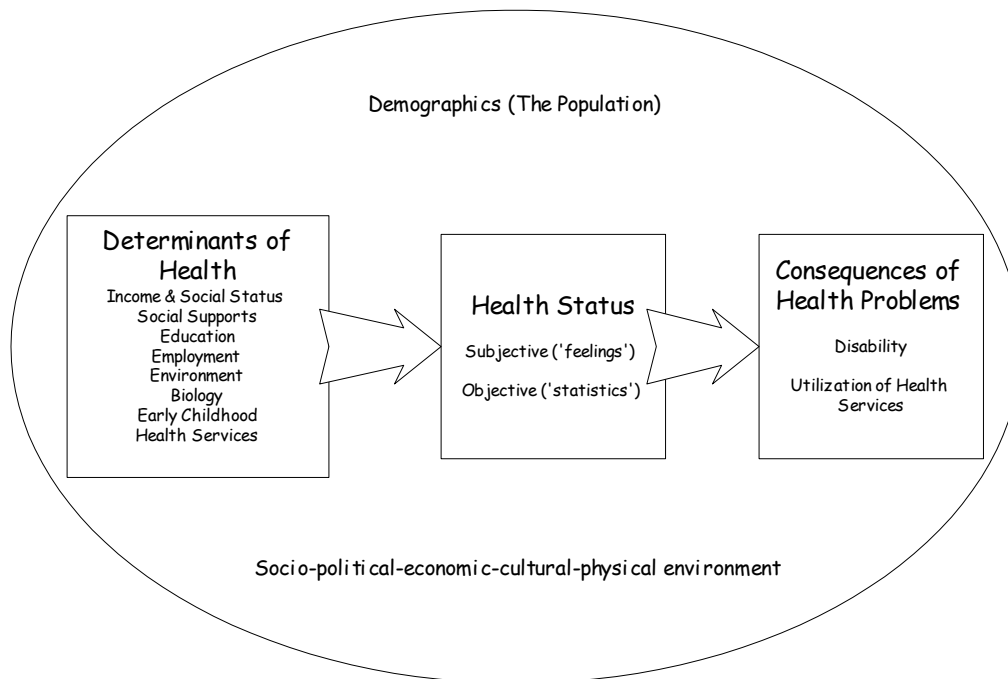 Demographics (The Population)
Determinants of
Health
Income & Social Status
Social Supports
Education
Employment
Environment
Biology
Early Childhood
Health Services
Health Status
Subjective ('feelings')
Objective ('statistics')
Consequences of
Health Problems
Disability
Utilization of Health
Services
Socio-political-economic-cultural-physical environment